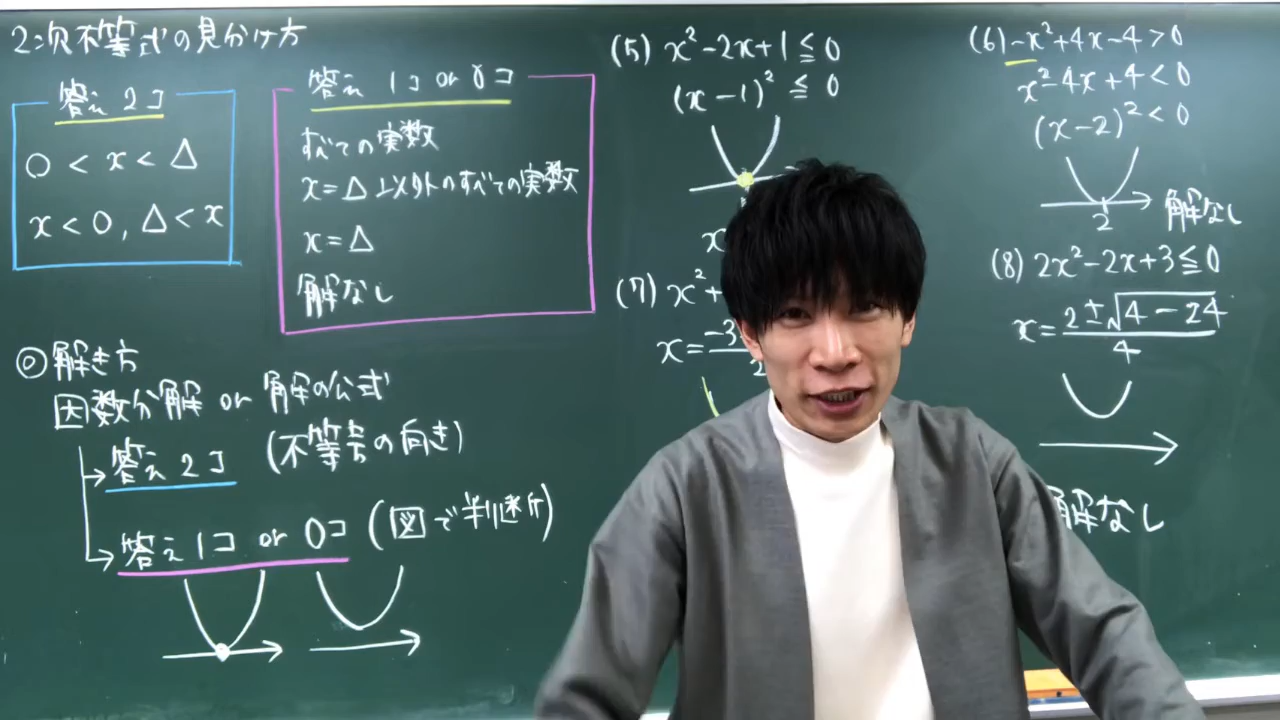 2次不等式の見分け方
答え 2コ
○ < x < △
x < ○, △ < x
答え 1コ or 0コ
すべての実数
x = △ 以外のすべての実数
x = △
解なし
◎解き方
因数分解 or 解の公式
→答え 2コ (不等号の向き)
→答え 1コ or 0コ (図で判断)
(5) x²-2x+1≦0
(x-1)² ≦ 0
x
(6) -x²+4x-4>0
x²-4x+4<0
(x-2)²<0
2
解なし
(7) x²+
x=-3
2
(8) 2x²-2x+3≦0
x=2±√4-24
4
解なし